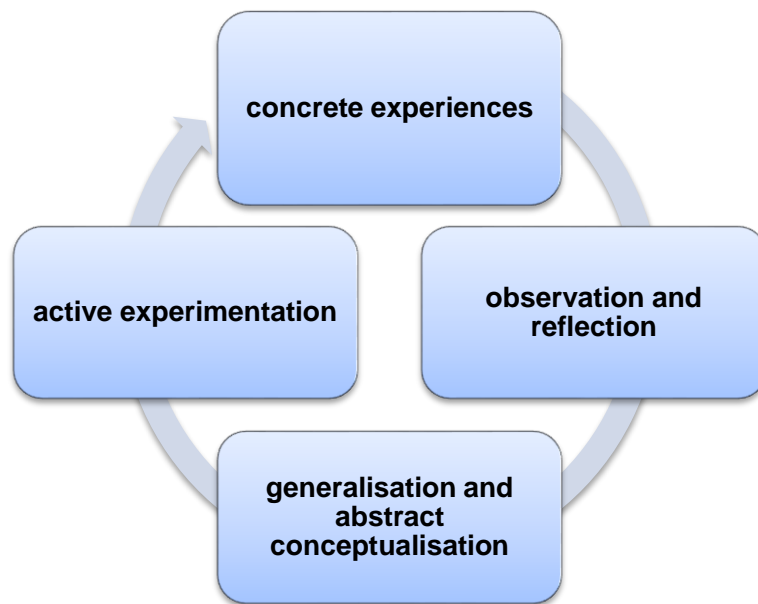 concrete experiences
observation and
reflection
generalisation and
abstract
conceptualisation
active experimentation